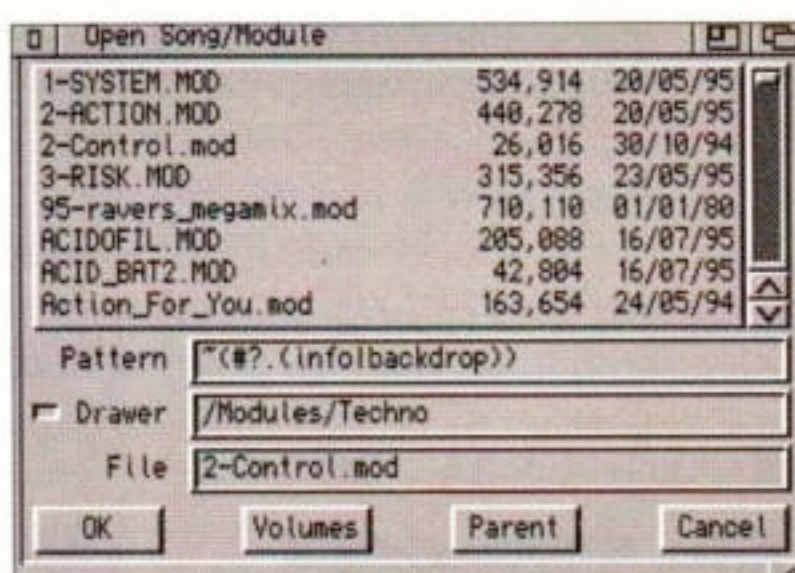 Open Song/Module
1-SYSTEM.MOD 534,914 20/05/95
2-ACTION.MOD 440,278 20/05/95
2-Control.mod 26,016 30/10/94
3-RISK.MOD 315,356 23/05/95
95-ravers_megamix.mod 710,110 01/01/80
ACIDOFIL.MOD 205,088 16/07/95
ACID_BAT2.MOD 42,804 16/07/95
Action_For_You.mod 163,654 24/05/94
Pattern ~(#?.(info|backdrop))
Drawer /Modules/Techno
File 2-Control.mod
OK Volumes Parent Cancel